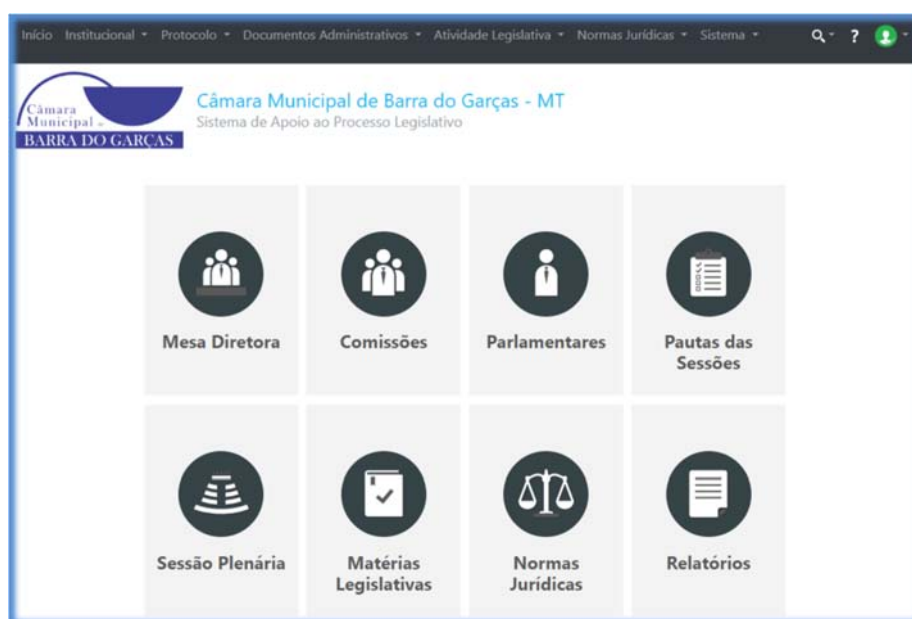 Início Institucional Protocolo Documentos Administrativos Atividade Legislativa Normas Jurídicas Sistema ?
Câmara
Municipal de
BARRA DO GARÇAS
Câmara Municipal de Barra do Garças - MT
Sistema de Apoio ao Processo Legislativo
Mesa Diretora
Comissões
Parlamentares
Pautas das
Sessões
Sessão Plenária
Matérias
Legislativas
Normas
Jurídicas
Relatórios